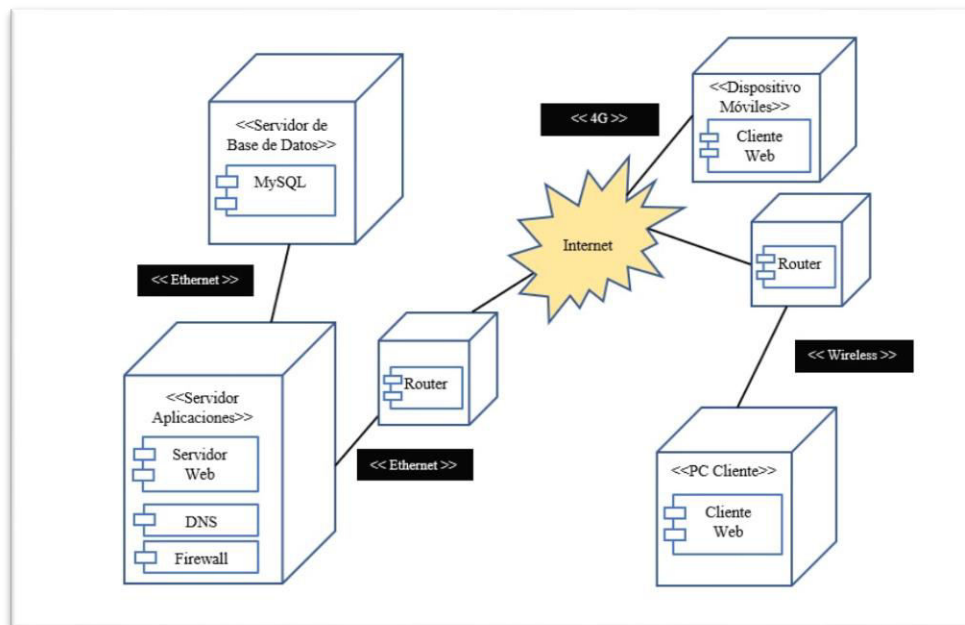 <<Servidor de
Base de Datos>>
MySQL
<< Ethernet >>
<<Servidor
Aplicaciones>>
Servidor
Web
DNS
Firewall
Router
<< Ethernet >>
Internet
<< 4G >>
<<Dispositivo
Móviles>>
Cliente
Web
Router
<< Wireless >>
<<PC Cliente>>
Cliente
Web